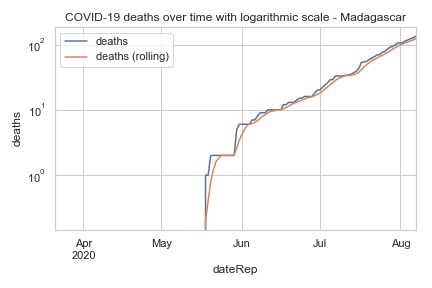 COVID-19 deaths over time with logarithmic scale - Madagascar
deaths
deaths (rolling)
10²
10¹
10⁰
deaths
Apr
2020
May
Jun
Jul
Aug
dateRep